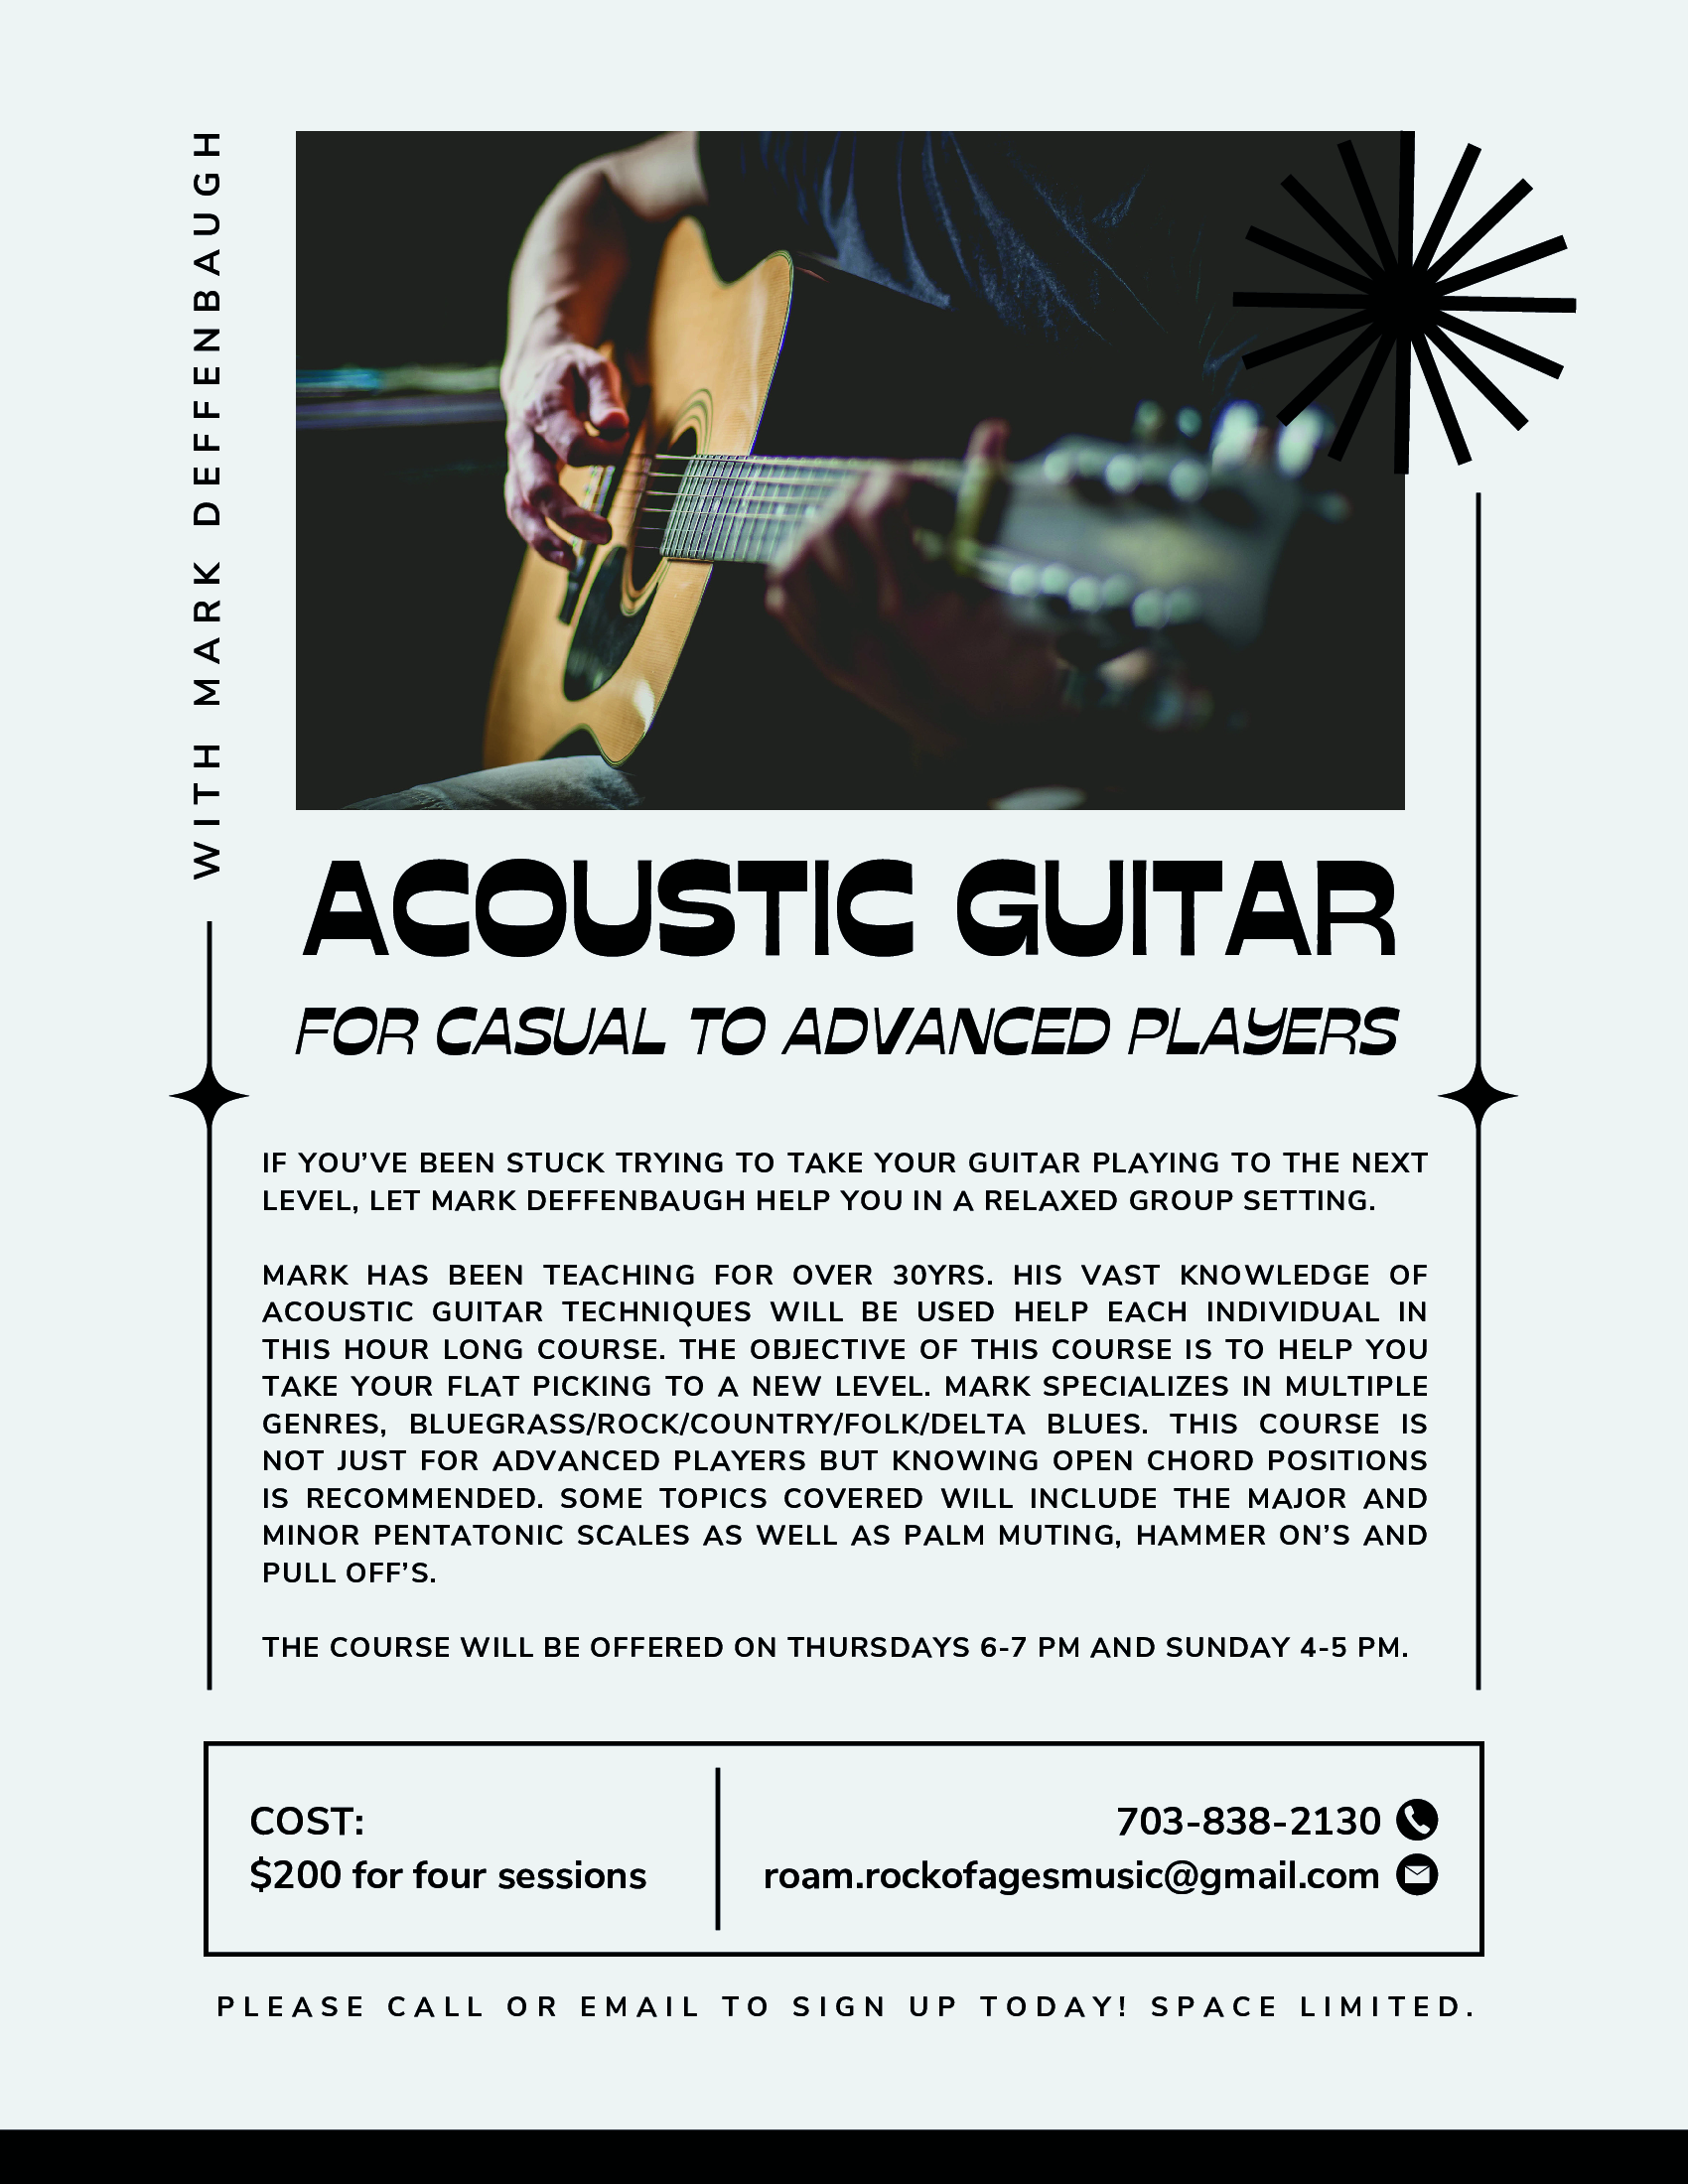 WITH MARK DEFFENBAUGH
ACOUSTIC GUITAR
FOR CASUAL TO ADVANCED PLAYERS
IF YOU’VE BEEN STUCK TRYING TO TAKE YOUR GUITAR PLAYING TO THE NEXT
LEVEL, LET MARK DEFFENBAUGH HELP YOU IN A RELAXED GROUP SETTING.
MARK HAS BEEN TEACHING FOR OVER 30YRS. HIS VAST KNOWLEDGE OF
ACOUSTIC GUITAR TECHNIQUES WILL BE USED HELP EACH INDIVIDUAL IN
THIS HOUR LONG COURSE. THE OBJECTIVE OF THIS COURSE IS TO HELP YOU
TAKE YOUR FLAT PICKING TO A NEW LEVEL. MARK SPECIALIZES IN MULTIPLE
GENRES, BLUEGRASS/ROCK/COUNTRY/FOLK/DELTA BLUES. THIS COURSE IS
NOT JUST FOR ADVANCED PLAYERS BUT KNOWING OPEN CHORD POSITIONS
IS RECOMMENDED. SOME TOPICS COVERED WILL INCLUDE THE MAJOR AND
MINOR PENTATONIC SCALES AS WELL AS PALM MUTING, HAMMER ON’S AND
PULL OFF’S.
THE COURSE WILL BE OFFERED ON THURSDAYS 6-7 PM AND SUNDAY 4-5 PM.
COST:
$200 for four sessions
703-838-2130
roam.rockofagesmusic@gmail.com
PLEASE CALL OR EMAIL TO SIGN UP TODAY! SPACE LIMITED.